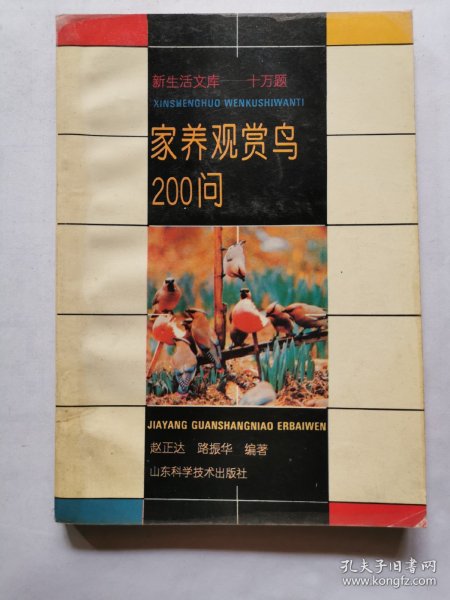 新生活文库——十万题
XINSHENGHUO WENKUSHIWANTI
家养观赏鸟
200问
JIAYANG GUANSHANGNIAO ERBAIWEN
赵正达 路振华 编著
山东科学技术出版社
孔夫子旧书网
www.kongfz.com